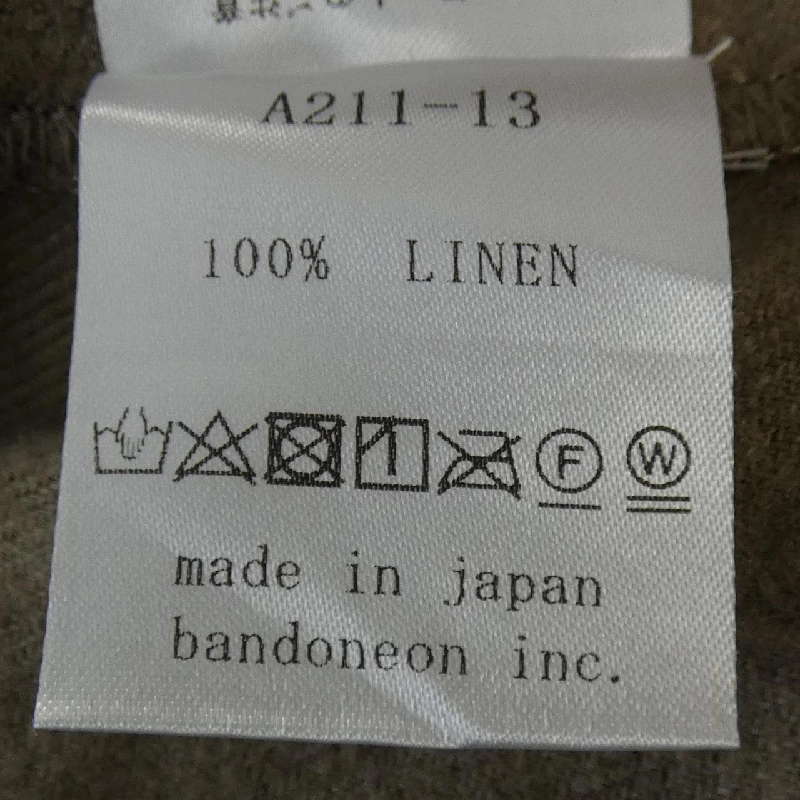 A211-13
100% LINEN
F W
made in japan
bandoneon inc.